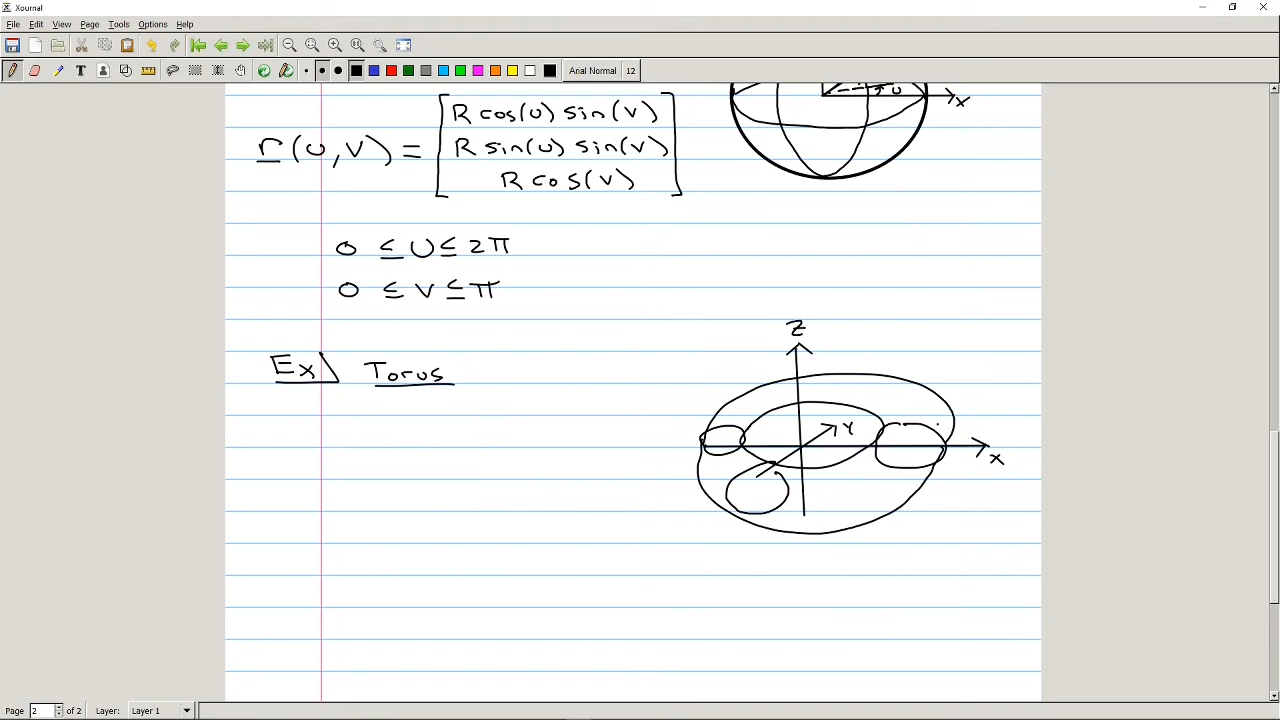 Xournal
File Edit View Page Tools Options Help
Arial Normal 12
r(u,v) = [R cos(u) sin(v)
R sin(u) sin(v)
R cos(v)]
u
x
0 ≤ u ≤ 2π
0 ≤ v ≤ π
Ex Torus
z
y
x
Page 2 of 2 Layer: Layer 1